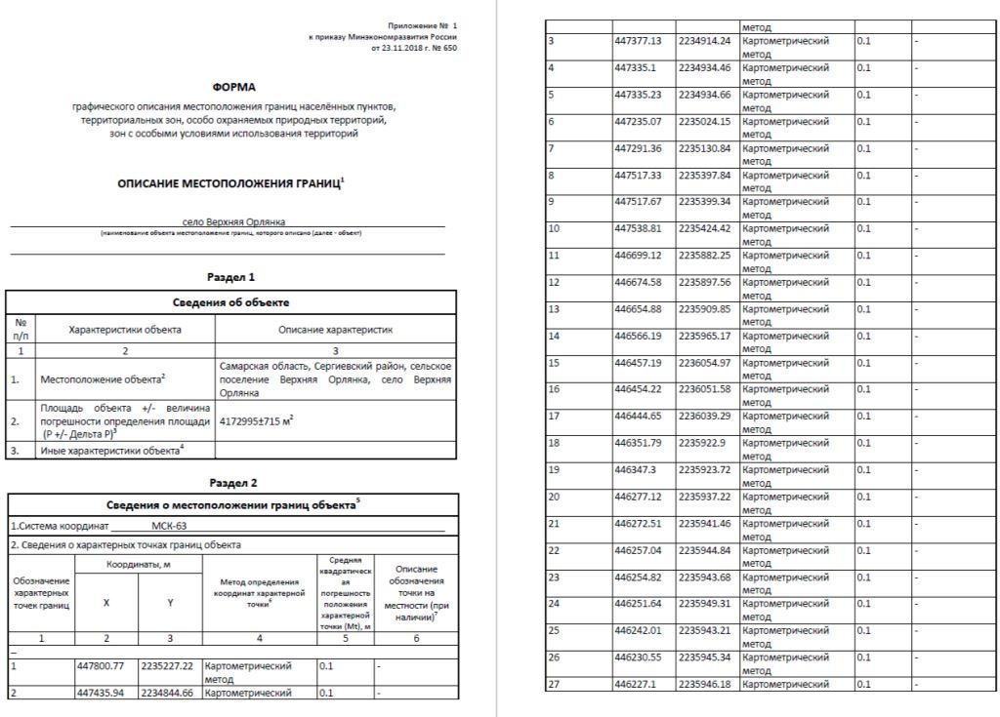 Приложение № 1
к приказу Минэкономразвития России
от 23.11.2018 г. № 650
ФОРМА
графического описания местоположения границ населённых пунктов,
территориальных зон, особо охраняемых природных территорий,
зон с особыми условиями использования территорий
ОПИСАНИЕ МЕСТОПОЛОЖЕНИЯ ГРАНИЦ1
село Верхняя Орлянка
(наименование объекта местоположение границ, которого описано (далее - объект)
Раздел 1
Сведения об объекте
№ п/п Характеристики объекта Описание характеристик
1 2 3
1. Местоположение объекта2 Самарская область, Сергиевский район, сельское
поселение Верхняя Орлянка, село Верхняя
Орлянка
2. Площадь объекта +/- величина
погрешности определения площади
(P +/- Дельта P)3 4172995±715 м2
3. Иные характеристики объекта4
Раздел 2
Сведения о местоположении границ объекта5
1.Система координат МСК-63
2. Сведения о характерных точках границ объекта
Обозначение
характерных
точек границ
Координаты, м
X Y
Метод определения
координат характерной
точки6
Средняя
квадратическ
ая
погрешность
положения
характерной
точки (Mt), м
Описание
обозначения
точки на
местности (при
наличии)7
1 2 3 4 5 6
–
1 447800.77 2235227.22 Картометрический 0.1 -
метод
2 447435.94 2234844.66 Картометрический 0.1 -
метод
3 447377.13 2234914.24 Картометрический 0.1 -
метод
4 447335.1 2234934.46 Картометрический 0.1 -
метод
5 447335.23 2234934.66 Картометрический 0.1 -
метод
6 447235.07 2235024.15 Картометрический 0.1 -
метод
7 447291.36 2235130.84 Картометрический 0.1 -
метод
8 447517.33 2235397.84 Картометрический 0.1 -
метод
9 447517.67 2235399.34 Картометрический 0.1 -
метод
10 447538.81 2235424.42 Картометрический 0.1 -
метод
11 446699.12 2235882.25 Картометрический 0.1 -
метод
12 446674.58 2235897.56 Картометрический 0.1 -
метод
13 446654.88 2235909.85 Картометрический 0.1 -
метод
14 446566.19 2235965.17 Картометрический 0.1 -
метод
15 446457.19 2236054.97 Картометрический 0.1 -
метод
16 446454.22 2236051.58 Картометрический 0.1 -
метод
17 446444.65 2236039.29 Картометрический 0.1 -
метод
18 446351.79 2235922.9 Картометрический 0.1 -
метод
19 446347.3 2235923.72 Картометрический 0.1 -
метод
20 446277.12 2235937.22 Картометрический 0.1 -
метод
21 446272.51 2235941.46 Картометрический 0.1 -
метод
22 446257.04 2235944.84 Картометрический 0.1 -
метод
23 446254.82 2235943.68 Картометрический 0.1 -
метод
24 446251.64 2235949.31 Картометрический 0.1 -
метод
25 446242.01 2235943.21 Картометрический 0.1 -
метод
26 446230.55 2235945.34 Картометрический 0.1 -
метод
27 446227.1 2235946.18 Картометрический 0.1 -